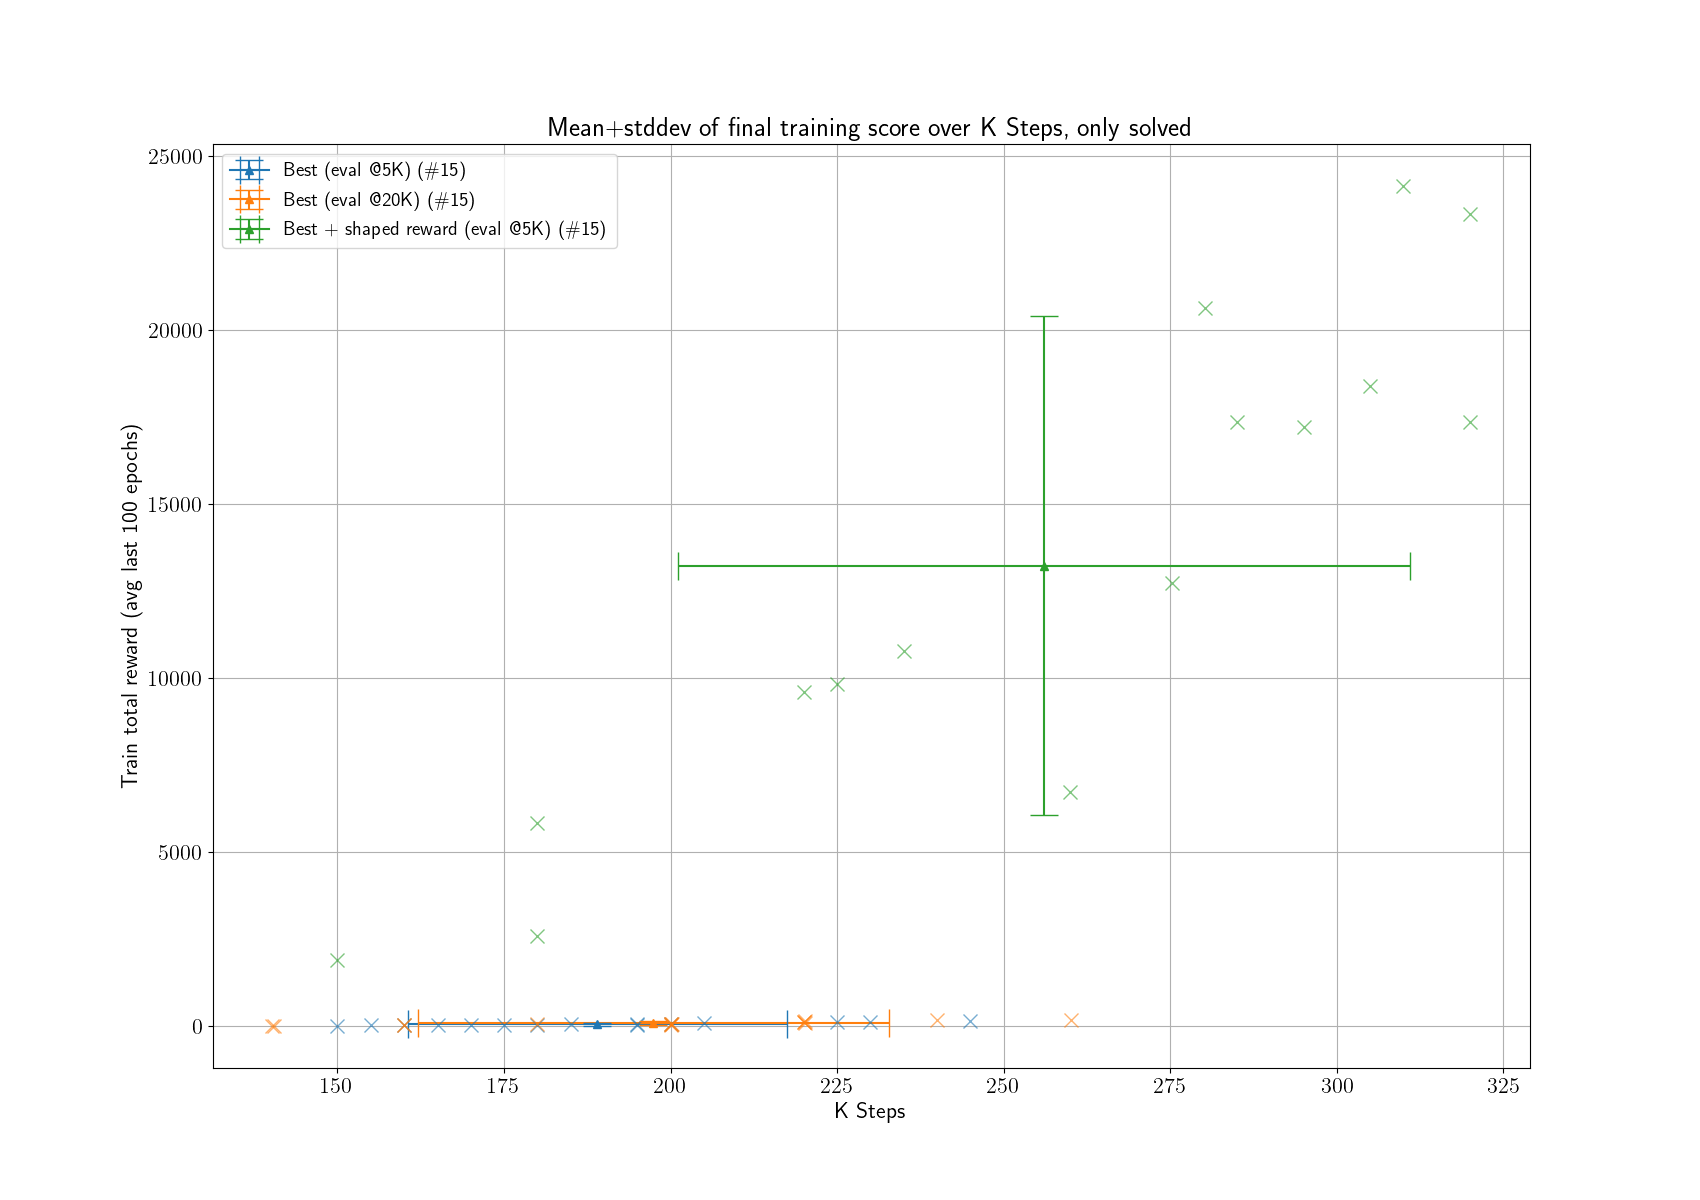 Mean+stddev of final training score over K Steps, only solved
Best (eval @5K) (#15)
Best (eval @20K) (#15)
Best + shaped reward (eval @5K) (#15)
Train total reward (avg last 100 epochs)
25000
20000
15000
10000
5000
0
150 175 200 225 250 275 300 325
K Steps